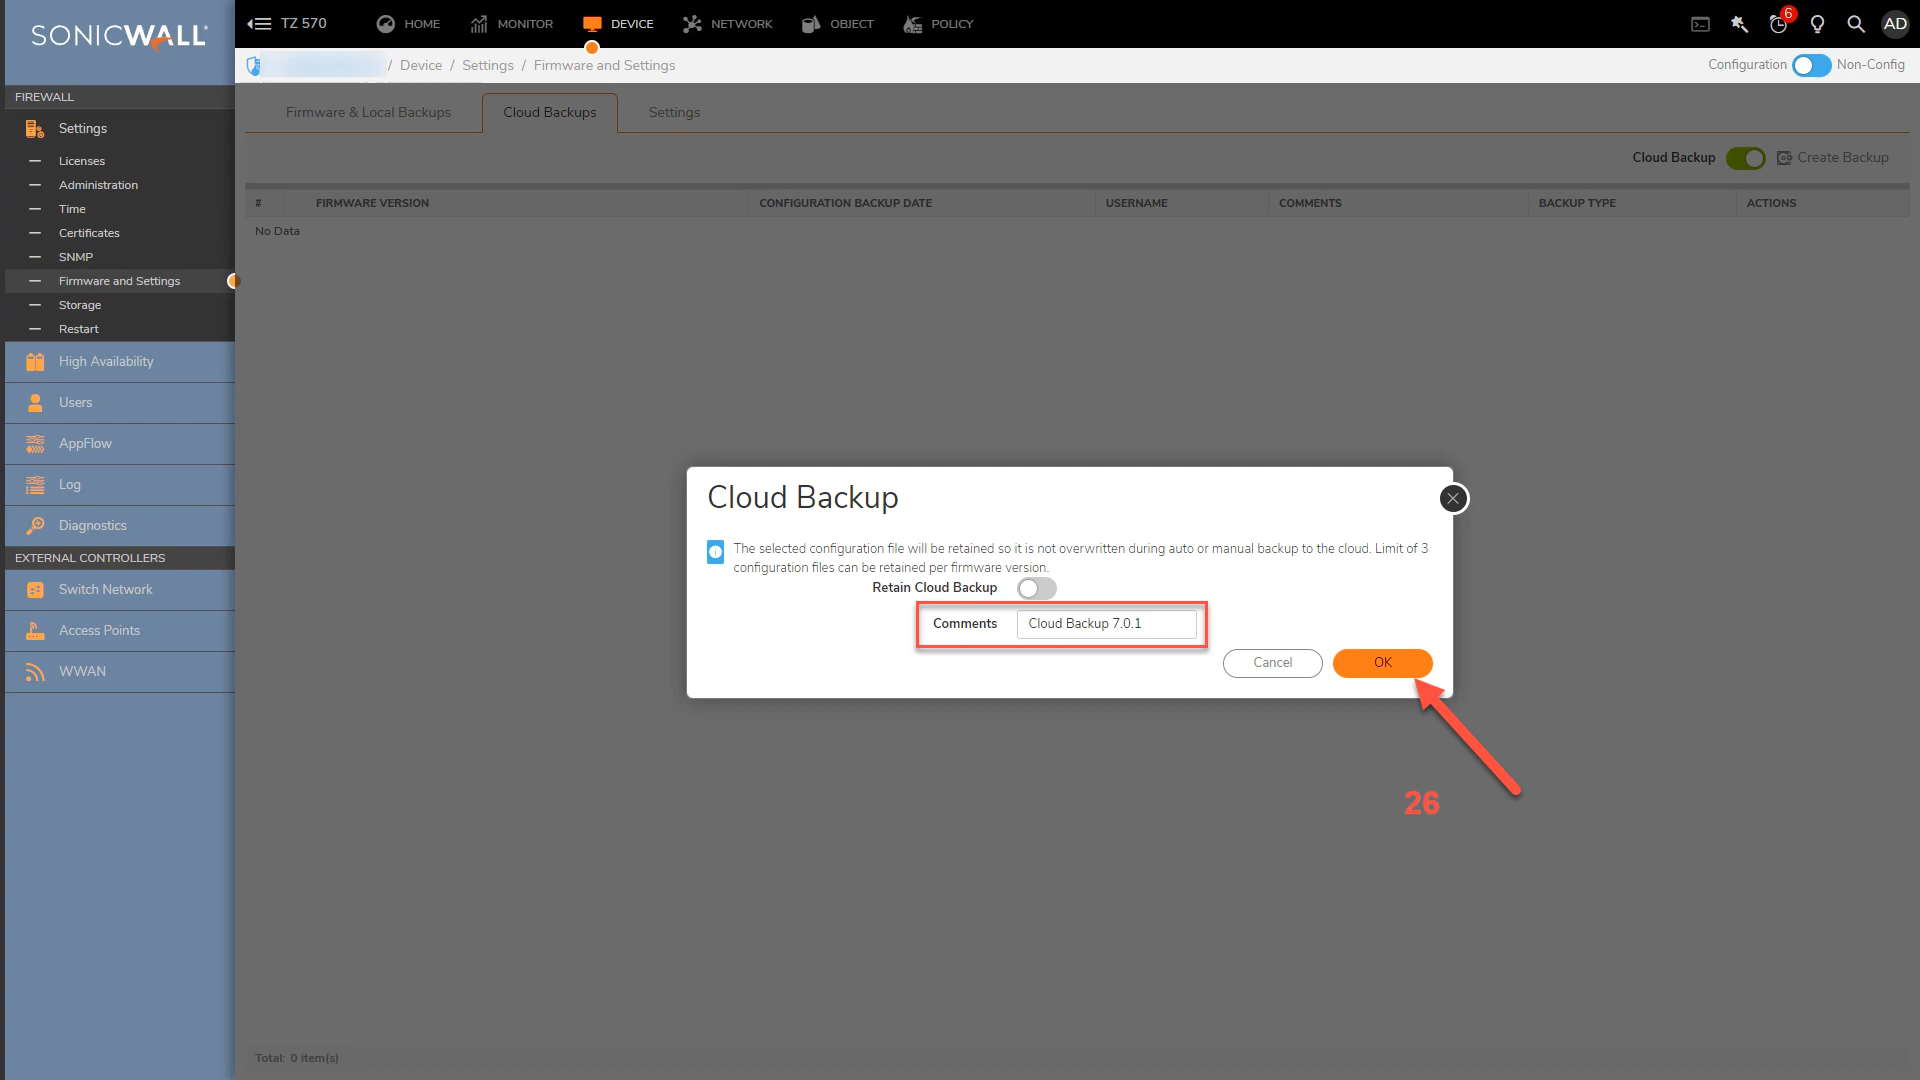 SONICWALL
TZ 570
HOME
MONITOR
DEVICE
NETWORK
OBJECT
POLICY
6
AD
/ Device / Settings / Firmware and Settings
Configuration
Non-Config
FIREWALL
Settings
Licenses
Administration
Time
Certificates
SNMP
Firmware and Settings
Storage
Restart
High Availability
Users
AppFlow
Log
Diagnostics
EXTERNAL CONTROLLERS
Switch Network
Access Points
WWAN
Firmware & Local Backups
Cloud Backups
Settings
Cloud Backup
Create Backup
# FIRMWARE VERSION CONFIGURATION BACKUP DATE USERNAME COMMENTS BACKUP TYPE ACTIONS
No Data
Cloud Backup
The selected configuration file will be retained so it is not overwritten during auto or manual backup to the cloud. Limit of 3
configuration files can be retained per firmware version.
Retain Cloud Backup
Comments
Cloud Backup 7.0.1
Cancel
OK
26
Total: 0 item(s)